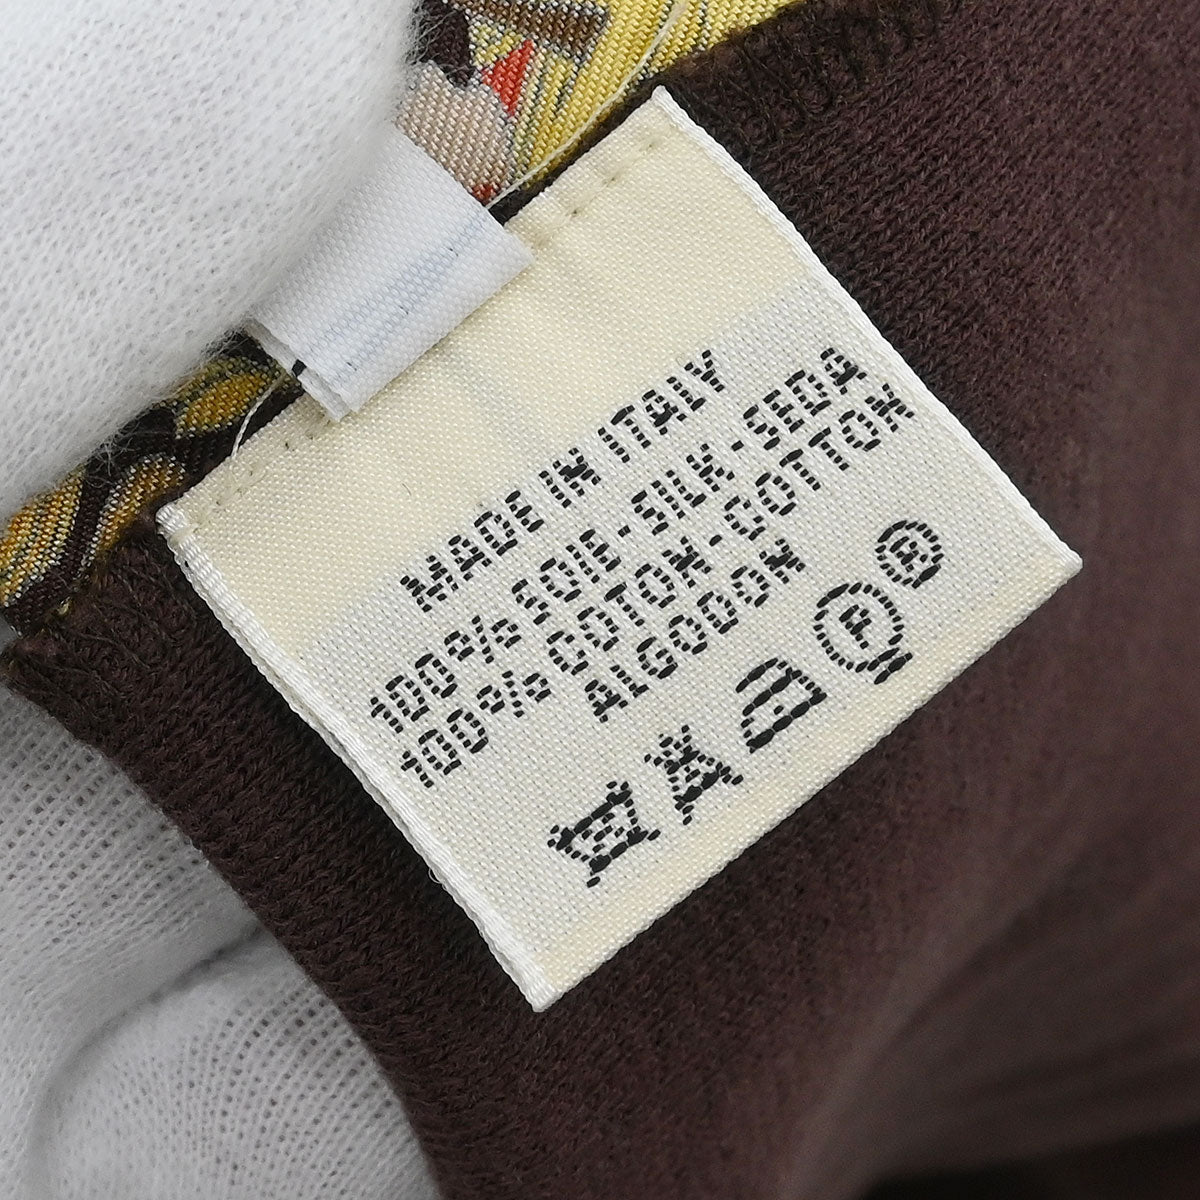 MADE IN ITALY
100% SOIE-SILK-SEDA
100% COTON-COTTON
ALGODON
P ®